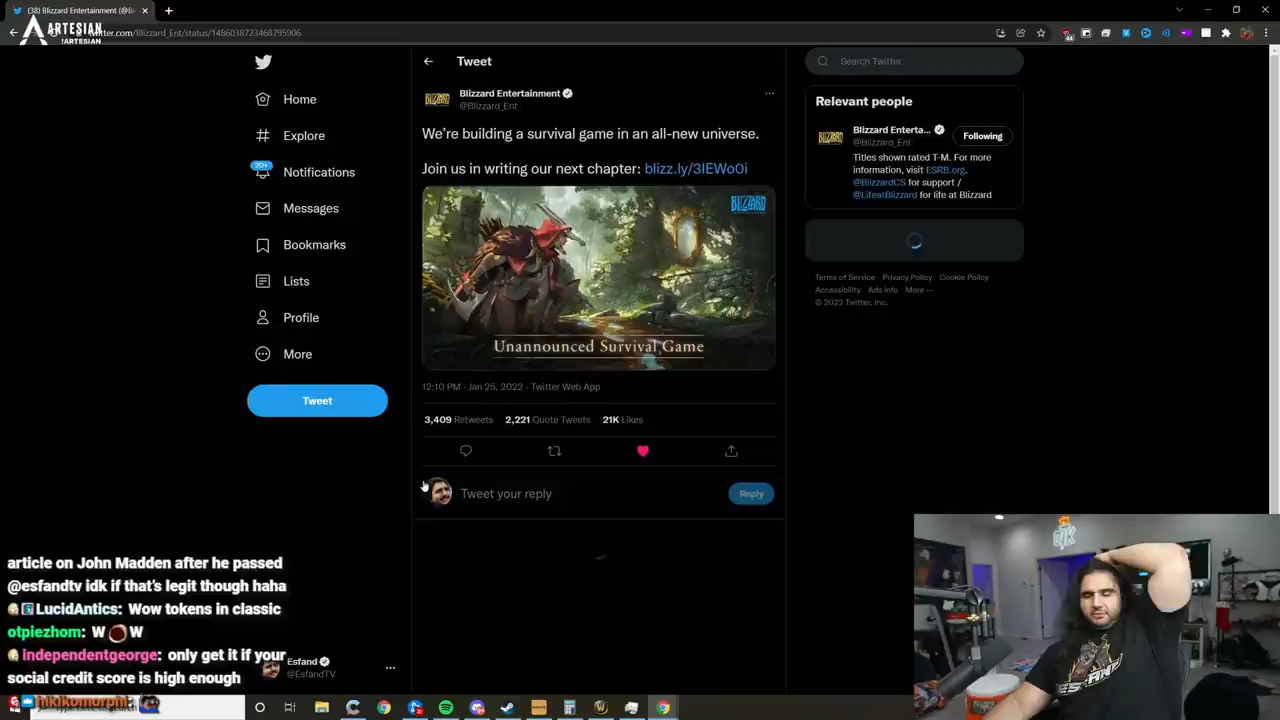 (38) Blizzard Entertainment (@Bl
ARTESIAN
!ARTESIAN
twitter.com/Blizzard_Ent/status/1486038723468795906
Home
Explore
20+
Notifications
Messages
Bookmarks
Lists
Profile
More
Tweet
Tweet
Blizzard Entertainment
@Blizzard_Ent
We're building a survival game in an all-new universe.
Join us in writing our next chapter: blizz.ly/3IEWo0i
BLIZZARD
Unannounced Survival Game
12:10 PM · Jan 25, 2022 · Twitter Web App
3,409 Retweets 2,221 Quote Tweets 21K Likes
Tweet your reply
Reply
Search Twitter
Relevant people
Blizzard Enterta...
@Blizzard_Ent
Following
Titles shown rated T-M. For more
information, visit ESRB.org.
@BlizzardCS for support /
@LifeatBlizzard for life at Blizzard
Terms of Service Privacy Policy Cookie Policy
Accessibility Ads info More ···
© 2022 Twitter, Inc.
article on John Madden after he passed
@esfandtv idk if that's legit though haha
LucidAntics: Wow tokens in classic
otpiezhom: W O W
independentgeorge: only get it if your
social credit score is high enough
Esfand
@EsfandTV